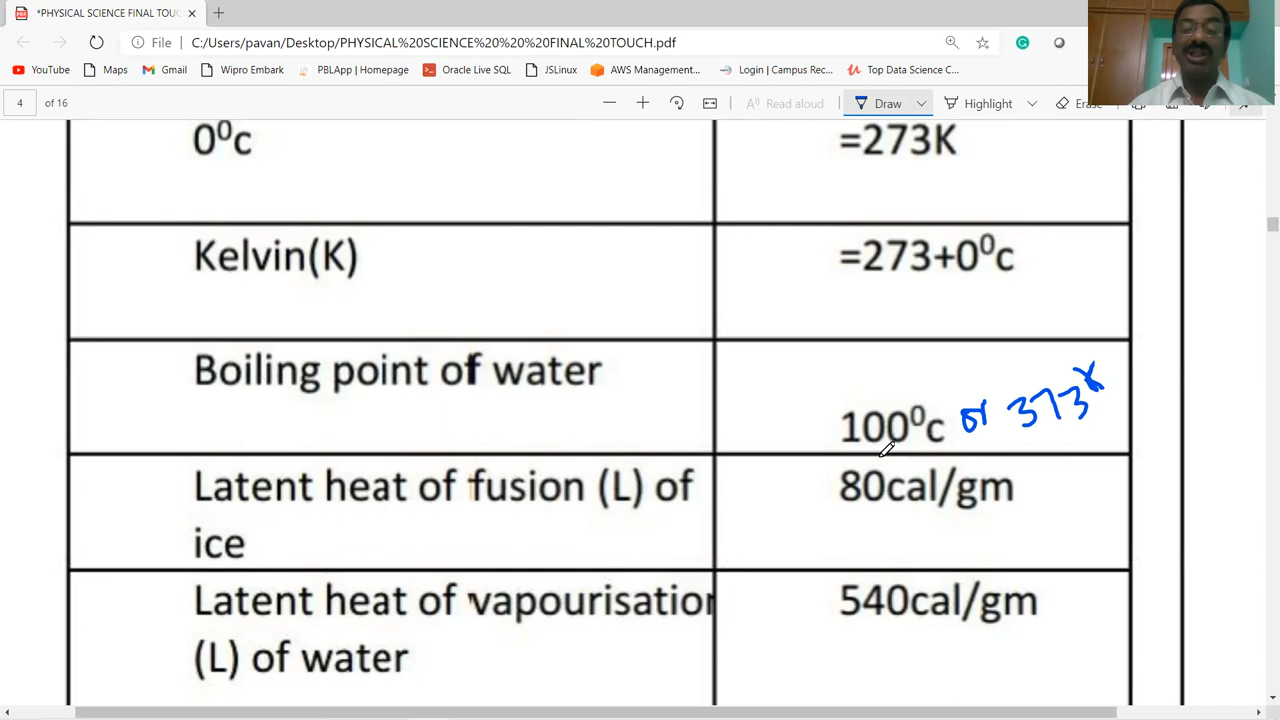 *PHYSICAL SCIENCE FINAL TOUC
File C:/Users/pavan/Desktop/PHYSICAL%20SCIENCE%20%20%20FINAL%20TOUCH.pdf
YouTube Maps Gmail Wipro Embark PBLApp | Homepage Oracle Live SQL JSLinux AWS Management... Login | Campus Rec... Top Data Science C...
4 of 16 Read aloud Draw Highlight Erase
0⁰c =273K
Kelvin(K) =273+0⁰c
Boiling point of water
100⁰c or 373K
Latent heat of fusion (L) of 80cal/gm
ice
Latent heat of vapourisation 540cal/gm
(L) of water